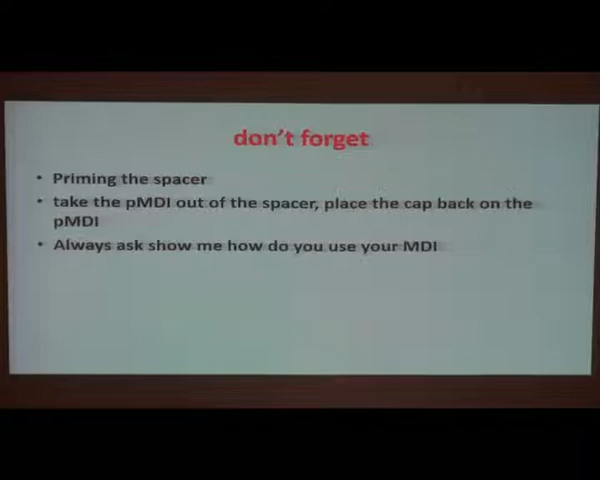 don't forget
• Priming the spacer
• take the pMDI out of the spacer, place the cap back on the
pMDI
• Always ask show me how do you use your MDI